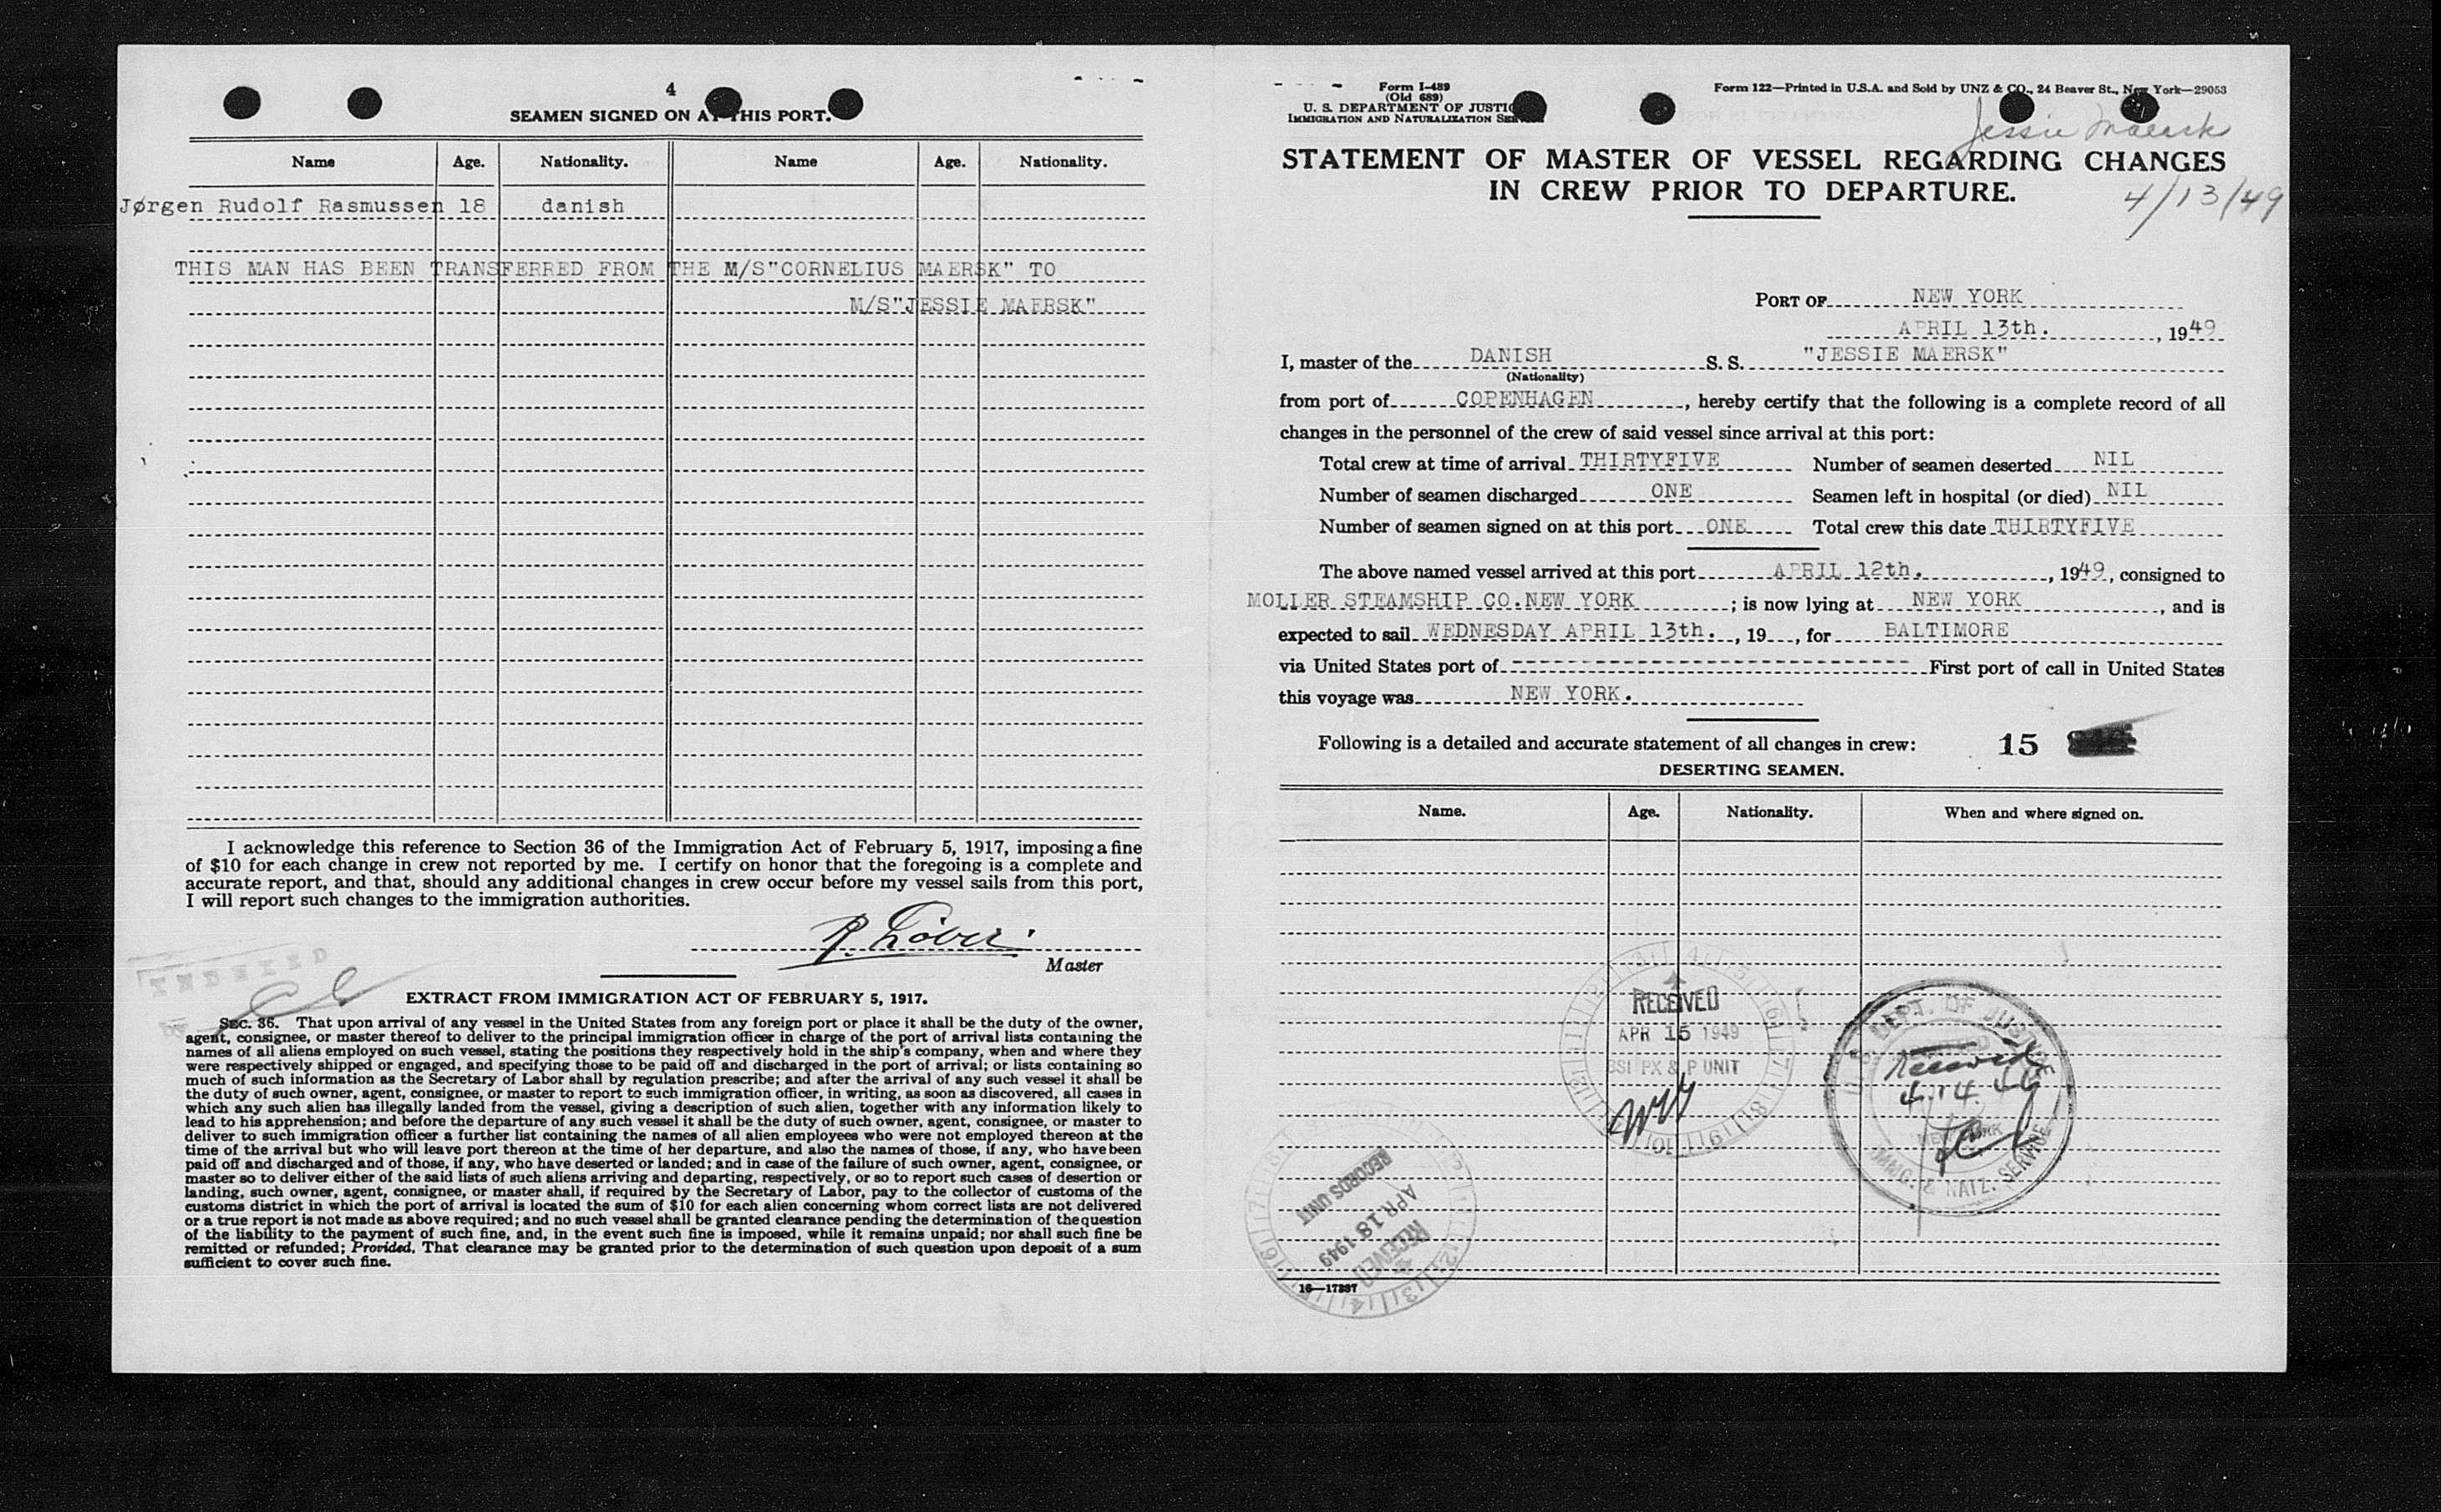 4
SEAMEN SIGNED ON AT THIS PORT.
Name Age. Nationality. Name Age. Nationality.
Jørgen Rudolf Rasmussen 18 danish
THIS MAN HAS BEEN TRANSFERRED FROM THE M/S"CORNELIUS MAERSK" TO
M/S"JESSIE MAERSK"
I acknowledge this reference to Section 36 of the Immigration Act of February 5, 1917, imposing a fine
of $10 for each change in crew not reported by me. I certify on honor that the foregoing is a complete and
accurate report, and that, should any additional changes in crew occur before my vessel sails from this port,
I will report such changes to the immigration authorities.
Master
INDEXED
EXTRACT FROM IMMIGRATION ACT OF FEBRUARY 5, 1917.
SEC. 36. That upon arrival of any vessel in the United States from any foreign port or place it shall be the duty of the owner,
agent, consignee, or master thereof to deliver to the principal immigration officer in charge of the port of arrival lists containing the
names of all aliens employed on such vessel, stating the positions they respectively hold in the ship's company, when and where they
were respectively shipped or engaged, and specifying those to be paid off and discharged in the port of arrival; or lists containing so
much of such information as the Secretary of Labor shall by regulation prescribe; and after the arrival of any such vessel it shall be
the duty of such owner, agent, consignee, or master to report to such immigration officer, in writing, as soon as discovered, all cases in
which any such alien has illegally landed from the vessel, giving a description of such alien, together with any information likely to
lead to his apprehension; and before the departure of any such vessel it shall be the duty of such owner, agent, consignee, or master to
deliver to such immigration officer a further list containing the names of all alien employees who were not employed thereon at the
time of the arrival but who will leave port thereon at the time of her departure, and also the names of those, if any, who have been
paid off and discharged and of those, if any, who have deserted or landed; and in case of the failure of such owner, agent, consignee, or
master so to deliver either of the said lists of such aliens arriving and departing, respectively, or so to report such cases of desertion or
landing, such owner, agent, consignee, or master shall, if required by the Secretary of Labor, pay to the collector of customs of the
customs district in which the port of arrival is located the sum of $10 for each alien concerning whom correct lists are not delivered
or a true report is not made as above required; and no such vessel shall be granted clearance pending the determination of the question
of the liability to the payment of such fine, and, in the event such fine is imposed, while it remains unpaid; nor shall such fine be
remitted or refunded; Provided, That clearance may be granted prior to the determination of such question upon deposit of a sum
sufficient to cover such fine.
Form I-489
(Old 689)
U. S. DEPARTMENT OF JUSTICE
IMMIGRATION AND NATURALIZATION SERVICE
Form 122—Printed in U.S.A. and Sold by UNZ & CO., 24 Beaver St., New York—29053
Jessie Maersk
STATEMENT OF MASTER OF VESSEL REGARDING CHANGES
IN CREW PRIOR TO DEPARTURE.
4/13/49
PORT OF NEW YORK
APRIL 13th. , 1949
I, master of the DANISH S. S. "JESSIE MAERSK"
(Nationality)
from port of COPENHAGEN , hereby certify that the following is a complete record of all
changes in the personnel of the crew of said vessel since arrival at this port:
Total crew at time of arrival THIRTYFIVE Number of seamen deserted NIL
Number of seamen discharged ONE Seamen left in hospital (or died) NIL
Number of seamen signed on at this port ONE Total crew this date THIRTYFIVE
The above named vessel arrived at this port APRIL 12th. , 1949, consigned to
MOLLER STEAMSHIP CO.NEW YORK ; is now lying at NEW YORK , and is
expected to sail WEDNESDAY APRIL 13th. , 19 , for BALTIMORE
via United States port of First port of call in United States
this voyage was NEW YORK.
Following is a detailed and accurate statement of all changes in crew: 15
DESERTING SEAMEN.
Name. Age. Nationality. When and where signed on.
RECEIVED
APR 15 1949
BSI PX & P UNIT
U. S. DEPT. OF JUSTICE
Received
4.14.49
NEW YORK
IMMG. & NATZ. SERVICE
RECORDS UNIT
APR 18 1949
RECEIVED
16—17287